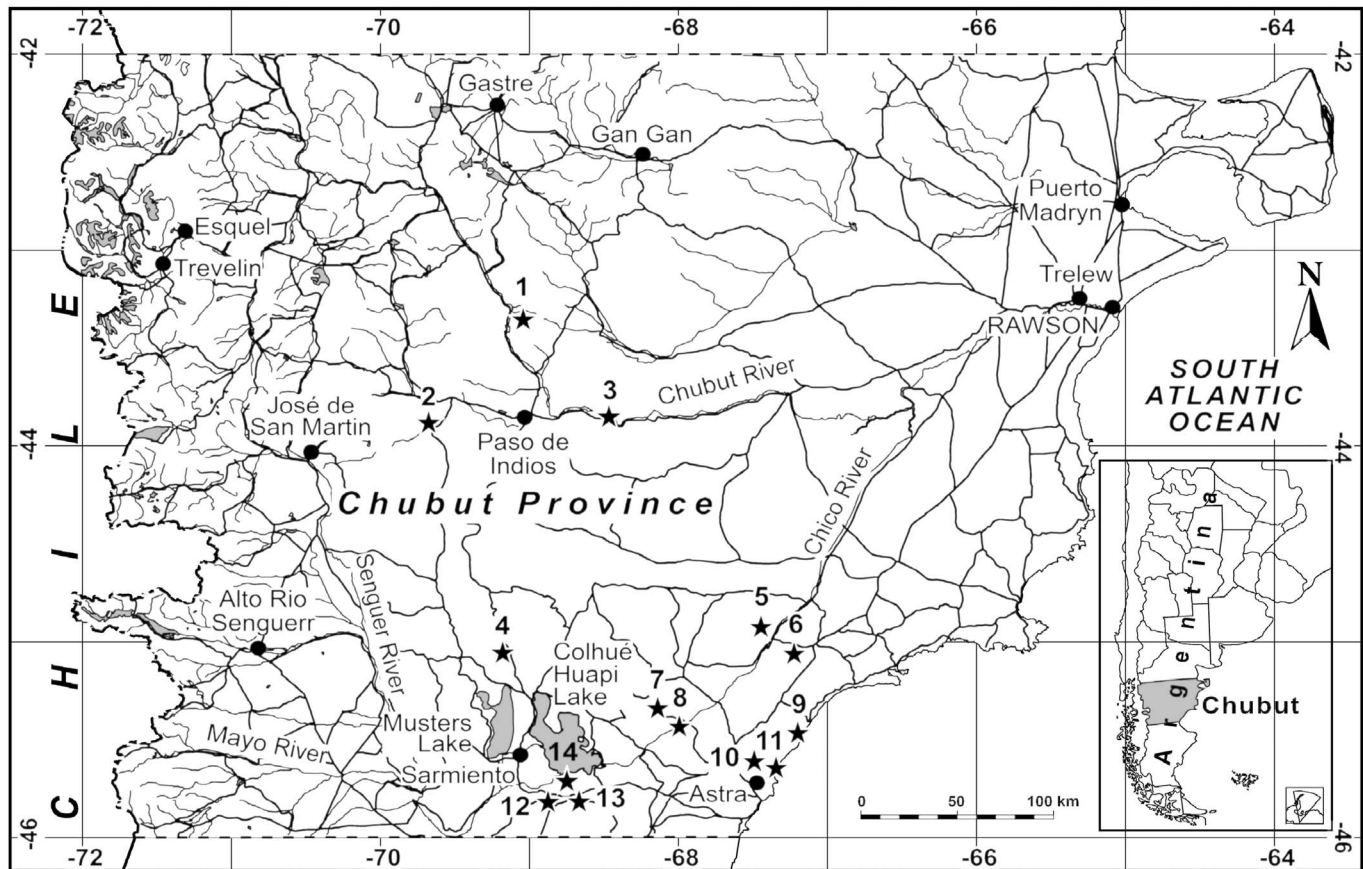 -72
-70
-68
-66
-64
-42
-42
Gastre
Gan Gan
Puerto
Madryn
Esquel
Trevelin
1
Trelew
RAWSON
N
2
3
Chubut River
SOUTH
ATLANTIC
OCEAN
José de
San Martin
Paso de
Indios
-44
-44
Chubut Province
Chico River
Senguer River
Alto Rio
Senguerr
4
5
6
Colhué
Huapi
Lake
7
8
9
Musters
Lake
Mayo River
10
11
14
Sarmiento
Astra
12
13
0 50 100 km
CHILE
Argentina
Chubut
-46
-46
-72
-70
-68
-66
-64